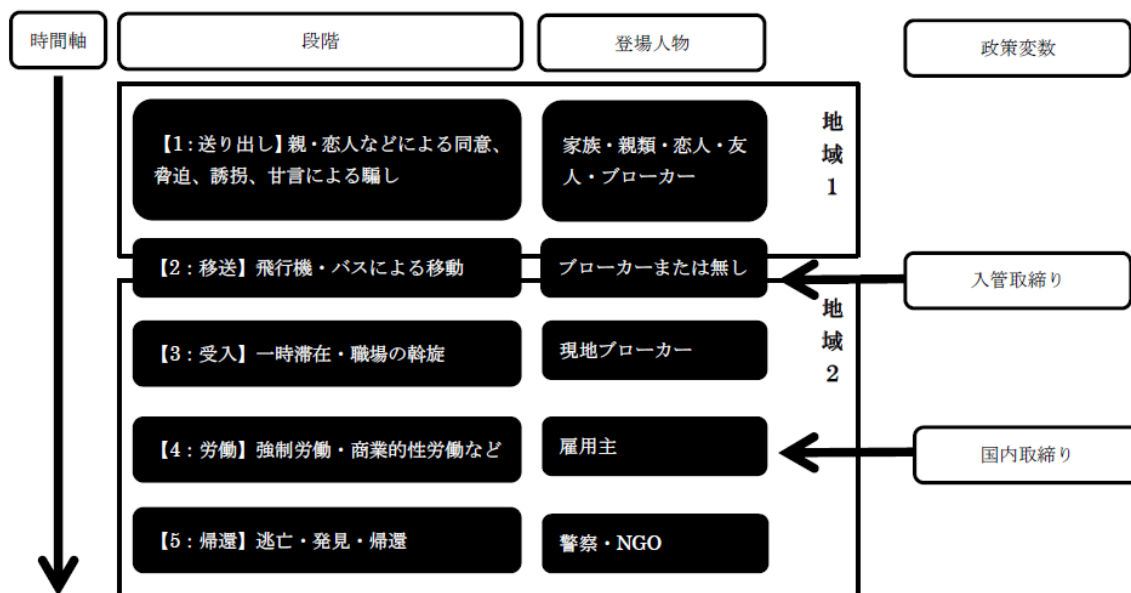 時間軸
段階
登場人物
政策変数
【1：送り出し】親・恋人などによる同意、
脅迫、誘拐、甘言による騙し
家族・親類・恋人・友
人・ブローカー
地域1
【2：移送】飛行機・バスによる移動
ブローカーまたは無し
入管取締り
地域2
【3：受入】一時滞在・職場の斡旋
現地ブローカー
【4：労働】強制労働・商業的性労働など
雇用主
国内取締り
【5：帰還】逃亡・発見・帰還
警察・NGO